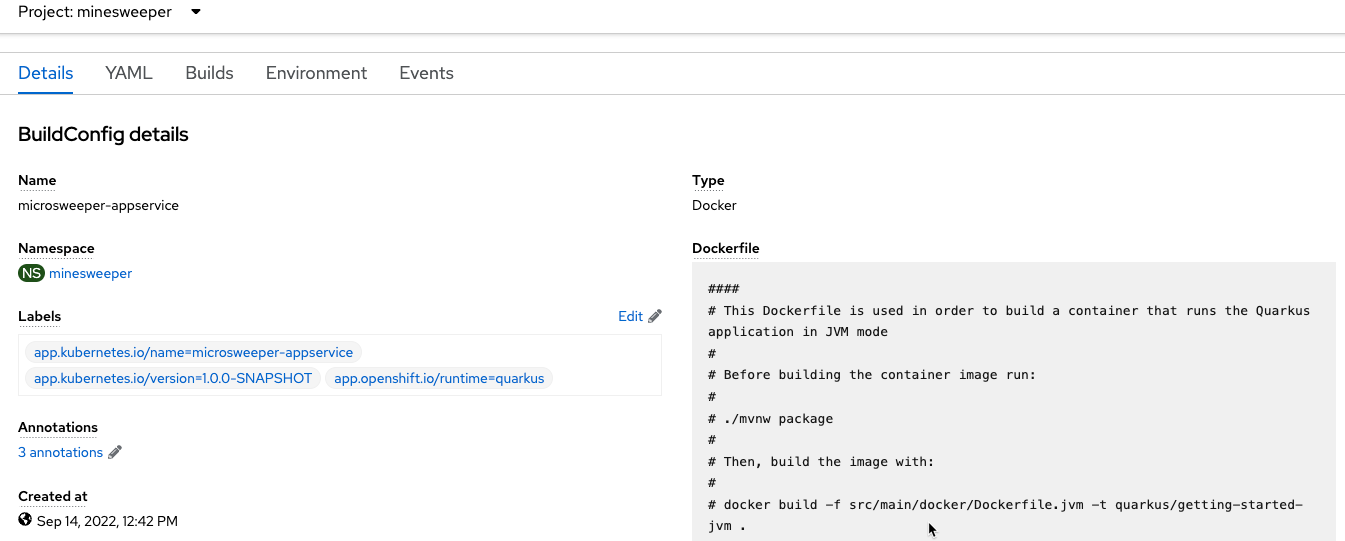 Project: minesweeper
Details YAML Builds Environment Events
BuildConfig details
Name
microsweeper-appservice
Namespace
NS minesweeper
Labels
Edit
app.kubernetes.io/name=microsweeper-appservice
app.kubernetes.io/version=1.0.0-SNAPSHOT app.openshift.io/runtime=quarkus
Annotations
3 annotations
Created at
Sep 14, 2022, 12:42 PM
Type
Docker
Dockerfile
####
# This Dockerfile is used in order to build a container that runs the Quarkus
application in JVM mode
#
# Before building the container image run:
#
# ./mvnw package
#
# Then, build the image with:
#
# docker build -f src/main/docker/Dockerfile.jvm -t quarkus/getting-started-
jvm .